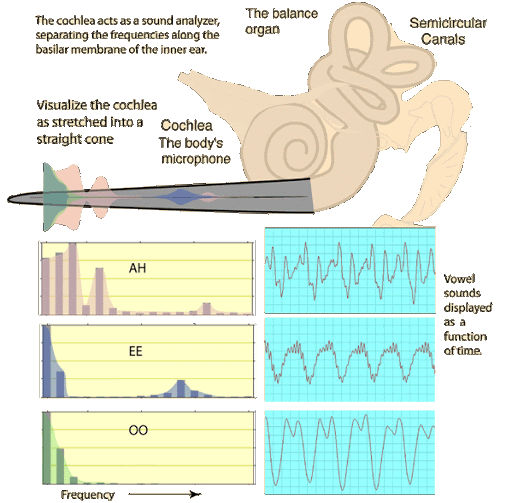 The cochlea acts as a sound analyzer,
separating the frequencies along the
basilar membrane of the inner ear.
The balance
organ
Semicircular
Canals
Visualize the cochlea
as stretched into a
straight cone
Cochlea
The body's
microphone
AH
EE
OO
Vowel
sounds
displayed
as a
function
of time.
Frequency